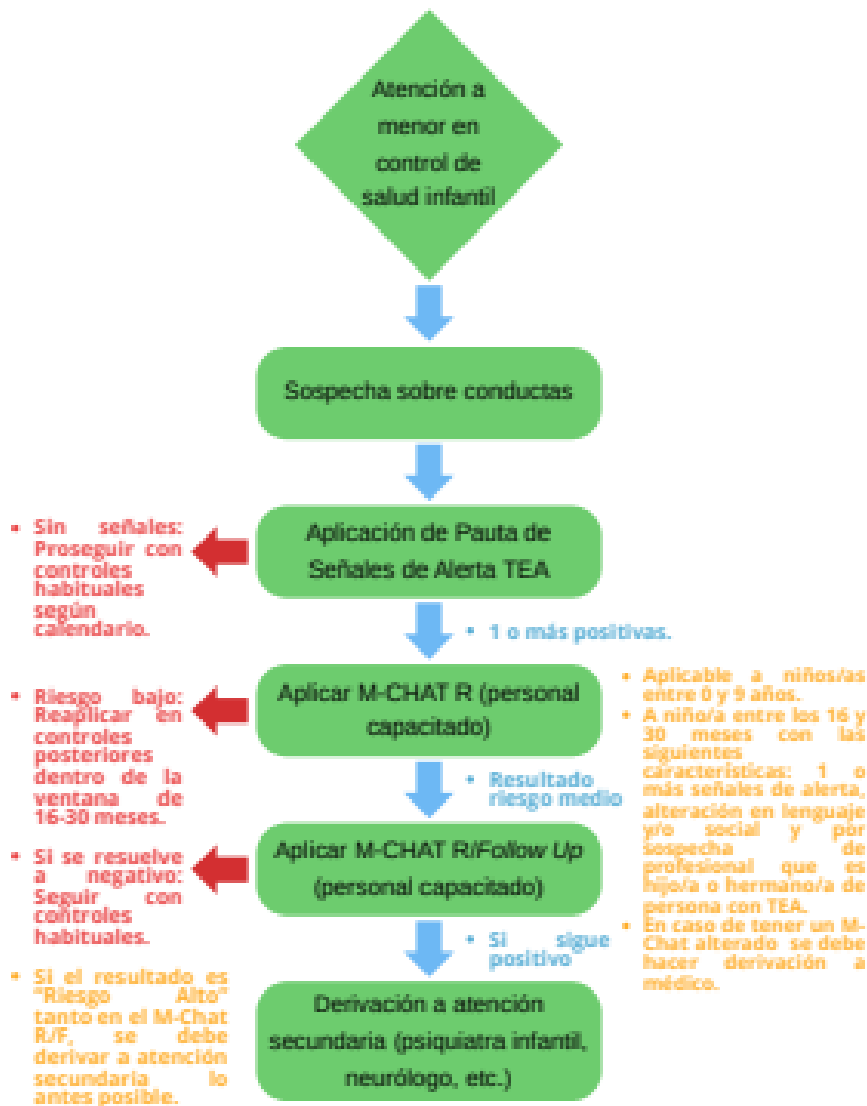 Atención a
menor en
control de
salud infantil
Sospecha sobre conductas
• Sin señales:
Proseguir con
controles
habituales
según
calendario.
Aplicación de Pauta de
Señales de Alerta TEA
• 1 o más positivas.
• Riesgo bajo:
Reaplicar en
controles
posteriores
dentro de la
ventana de
16-30 meses.
Aplicar M-CHAT R (personal
capacitado)
• Aplicable a niños/as
entre 0 y 9 años.
• A niño/a entre los 16 y
30 meses con las
siguientes
características: 1 o
más señales de alerta,
alteración en lenguaje
y/o social y por
sospecha de
profesional que es
hijo/a o hermano/a de
persona con TEA.
• En caso de tener un M-
Chat alterado se debe
hacer derivación a
médico.
• Resultado
riesgo medio
• Si se resuelve
a negativo:
Seguir con
controles
habituales.
Aplicar M-CHAT R/Follow Up
(personal capacitado)
• Si sigue
positivo
• Si el resultado es
"Riesgo Alto"
tanto en el M-Chat
R/F, se debe
derivar a atención
secundaria lo
antes posible.
Derivación a atención
secundaria (psiquiatra infantil,
neurólogo, etc.)